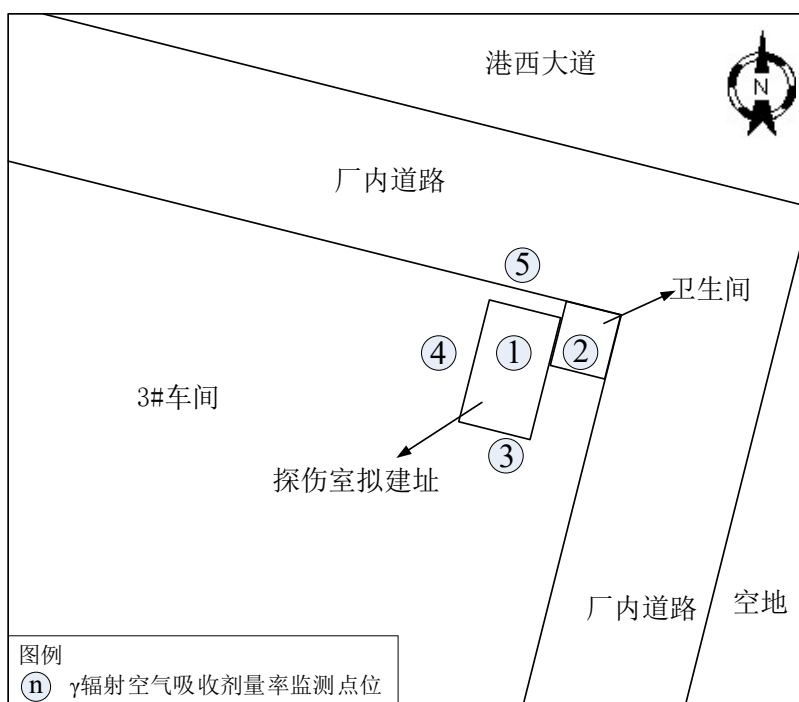 港西大道
N
厂内道路
⑤
卫生间
④
①
②
3#车间
③
探伤室拟建址
厂内道路
空地
图例
ⓝ γ辐射空气吸收剂量率监测点位